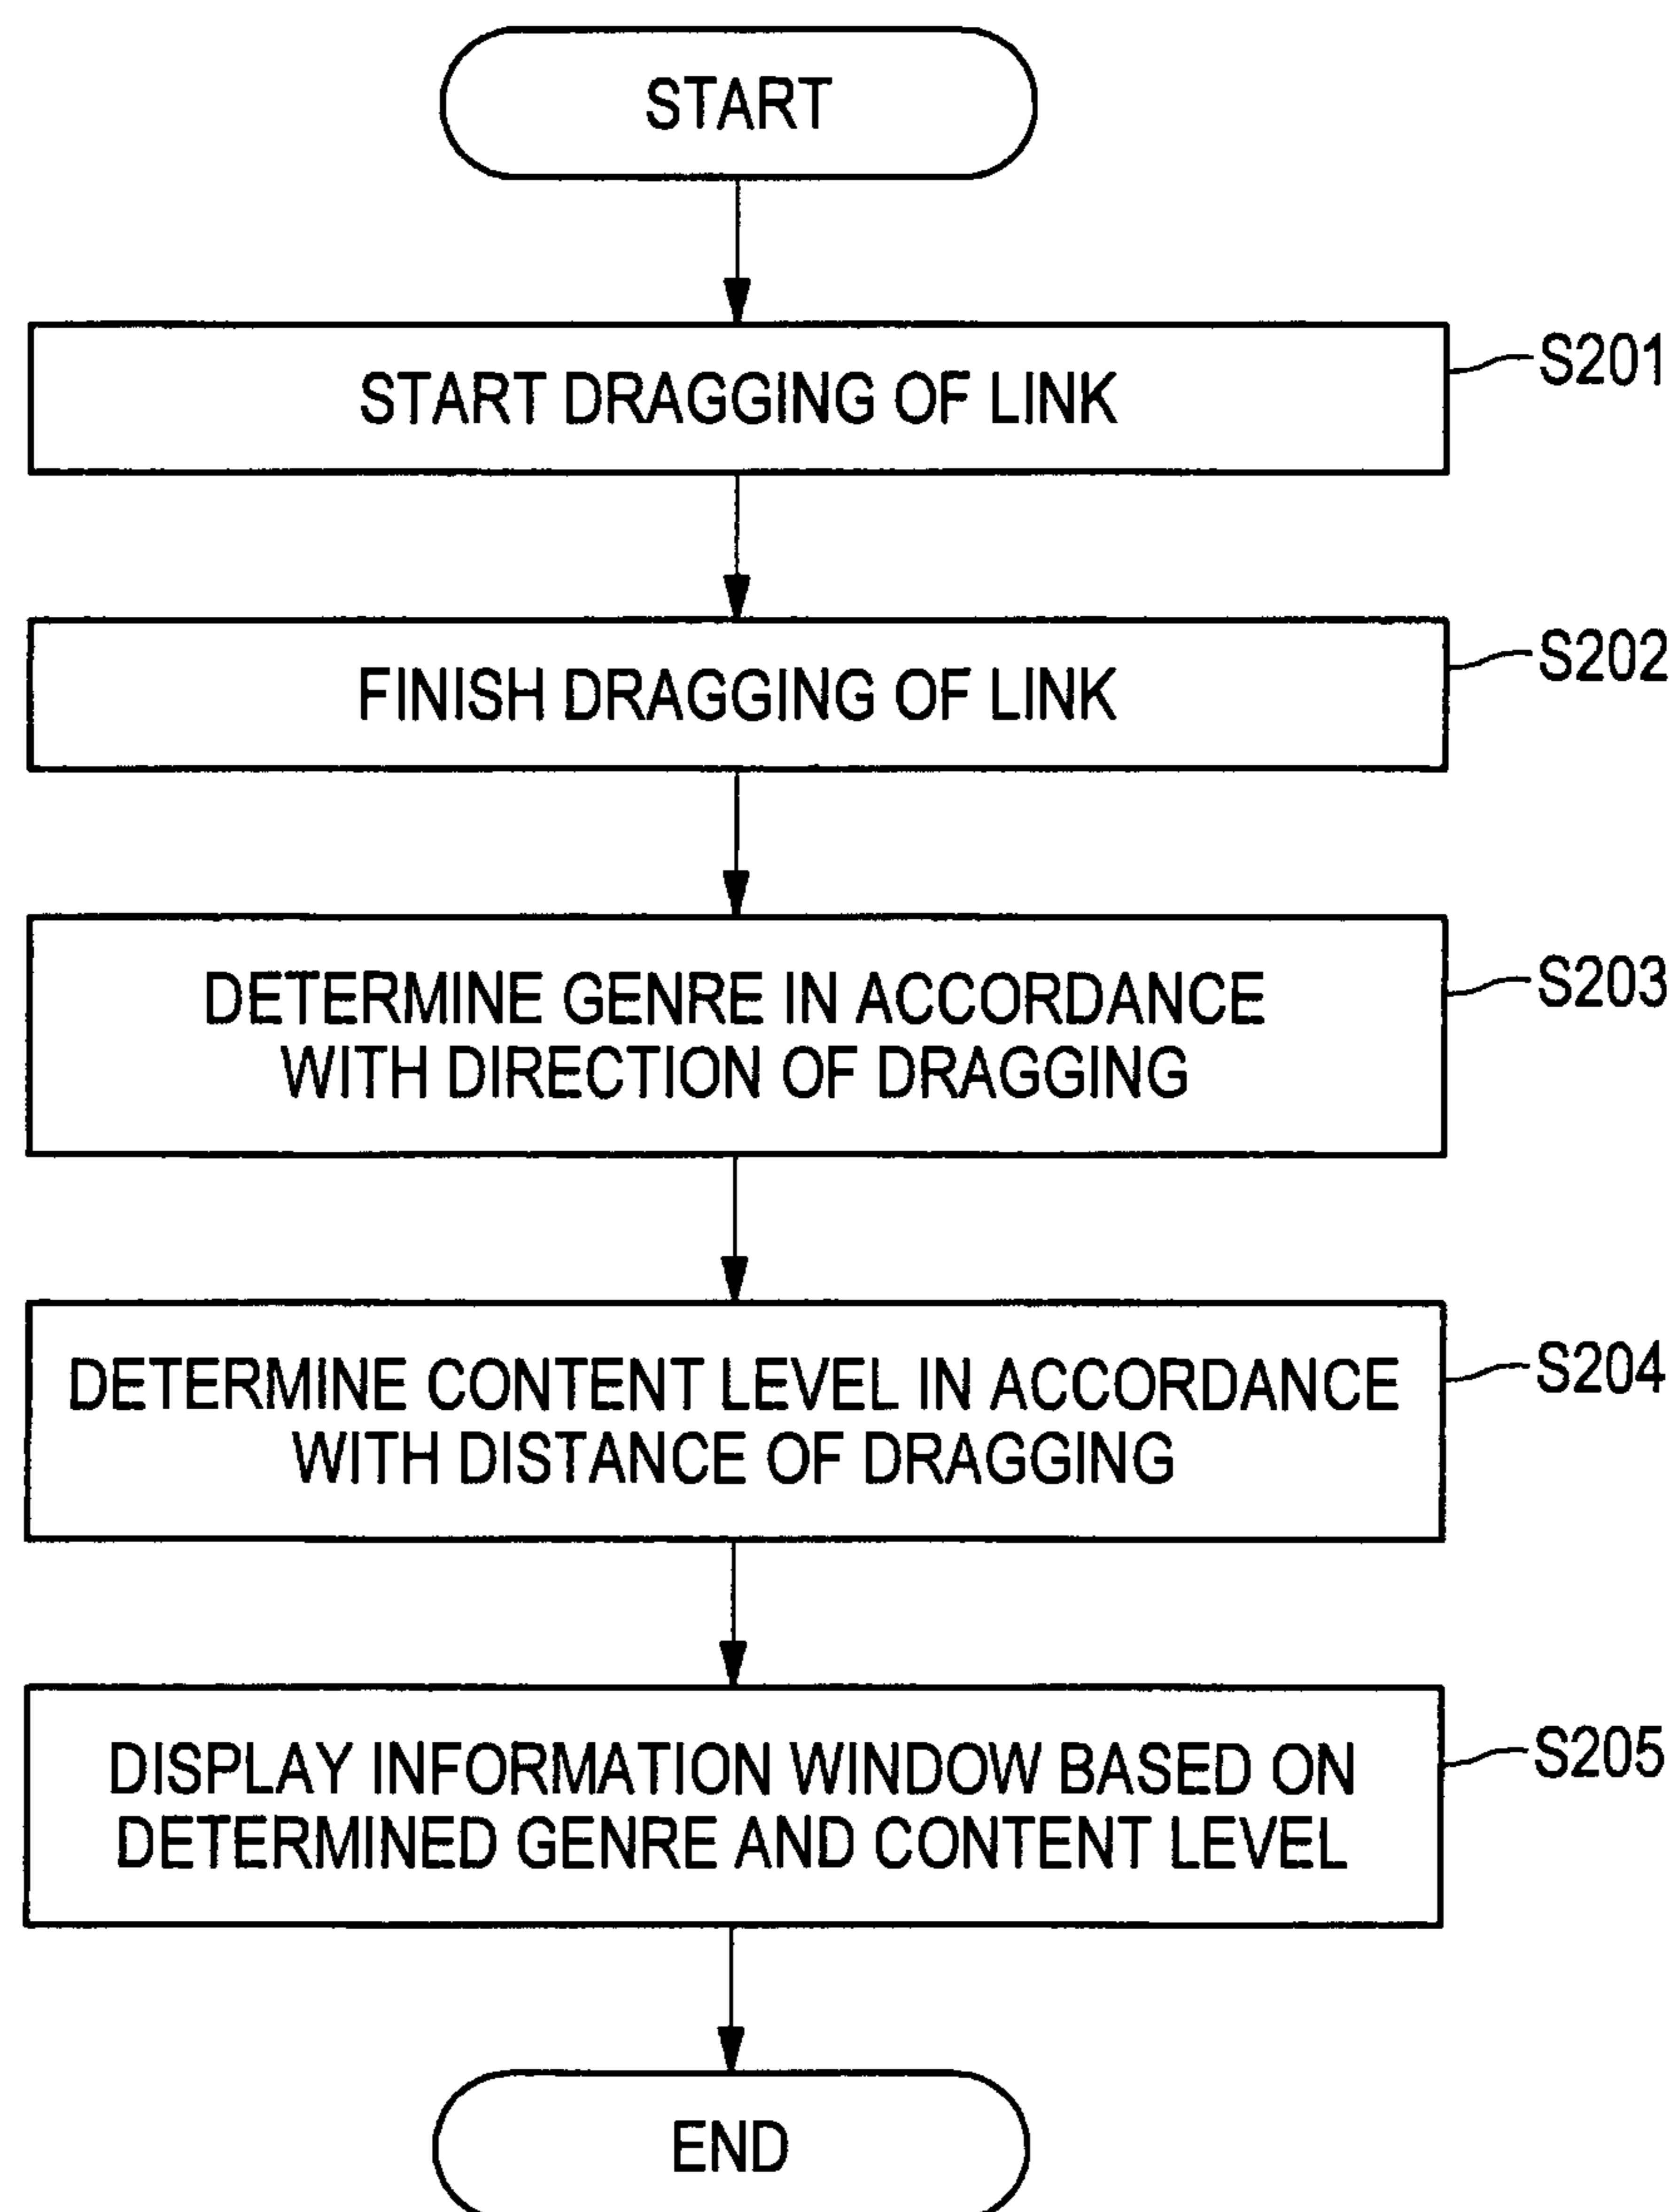 START
START DRAGGING OF LINK
S201
FINISH DRAGGING OF LINK
S202
DETERMINE GENRE IN ACCORDANCE
WITH DIRECTION OF DRAGGING
S203
DETERMINE CONTENT LEVEL IN ACCORDANCE
WITH DISTANCE OF DRAGGING
S204
DISPLAY INFORMATION WINDOW BASED ON
DETERMINED GENRE AND CONTENT LEVEL
S205
END